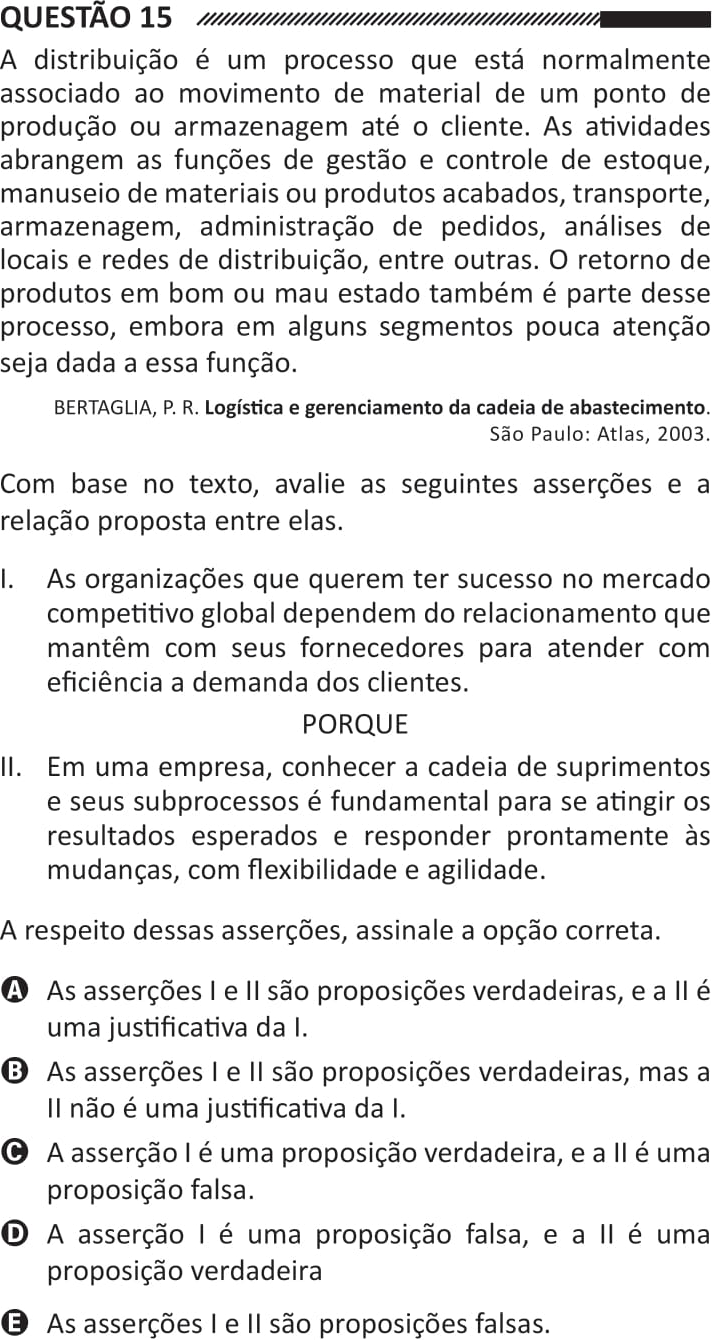 QUESTÃO 15
A distribuição é um processo que está normalmente
associado ao movimento de material de um ponto de
produção ou armazenagem até o cliente. As atividades
abrangem as funções de gestão e controle de estoque,
manuseio de materiais ou produtos acabados, transporte,
armazenagem, administração de pedidos, análises de
locais e redes de distribuição, entre outras. O retorno de
produtos em bom ou mau estado também é parte desse
processo, embora em alguns segmentos pouca atenção
seja dada a essa função.
BERTAGLIA, P. R. Logística e gerenciamento da cadeia de abastecimento.
São Paulo: Atlas, 2003.
Com base no texto, avalie as seguintes asserções e a
relação proposta entre elas.
I. As organizações que querem ter sucesso no mercado
competitivo global dependem do relacionamento que
mantêm com seus fornecedores para atender com
eficiência a demanda dos clientes.
PORQUE
II. Em uma empresa, conhecer a cadeia de suprimentos
e seus subprocessos é fundamental para se atingir os
resultados esperados e responder prontamente às
mudanças, com flexibilidade e agilidade.
A respeito dessas asserções, assinale a opção correta.
A As asserções I e II são proposições verdadeiras, e a II é
uma justificativa da I.
B As asserções I e II são proposições verdadeiras, mas a
II não é uma justificativa da I.
C A asserção I é uma proposição verdadeira, e a II é uma
proposição falsa.
D A asserção I é uma proposição falsa, e a II é uma
proposição verdadeira
E As asserções I e II são proposições falsas.